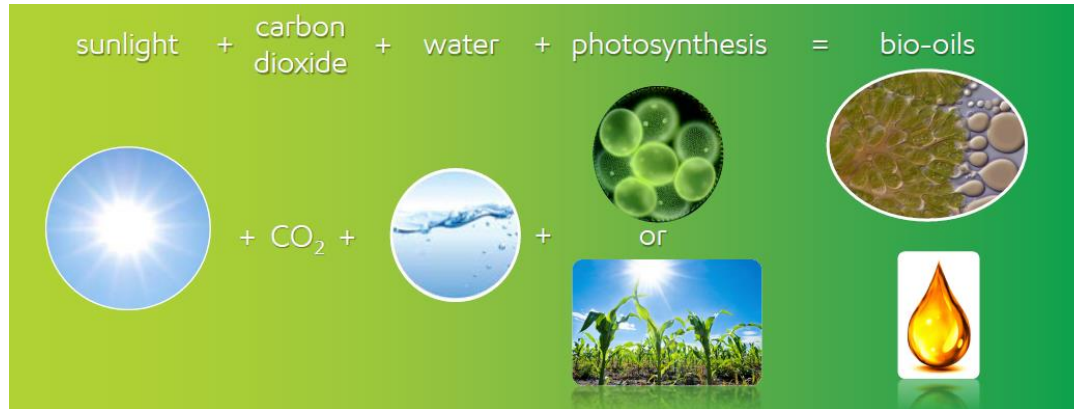 sunlight + carbon dioxide + water + photosynthesis = bio-oils
+ CO₂ + +
or